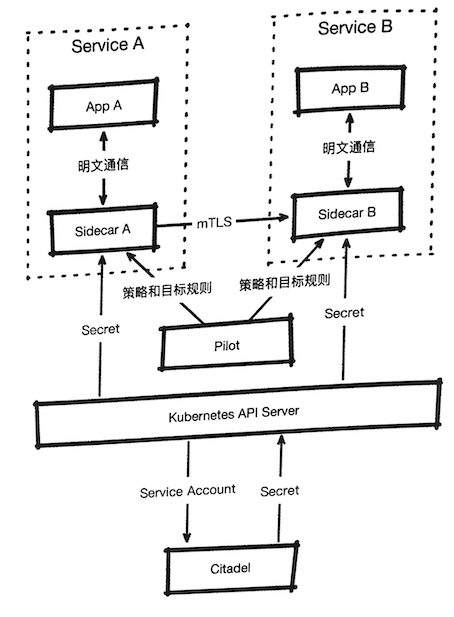 Service A
Service B
App A
App B
明文通信
明文通信
Sidecar A
mTLS
Sidecar B
策略和目标规则
策略和目标规则
Secret
Secret
Pilot
Kubernetes API Server
Service Account
Secret
Citadel